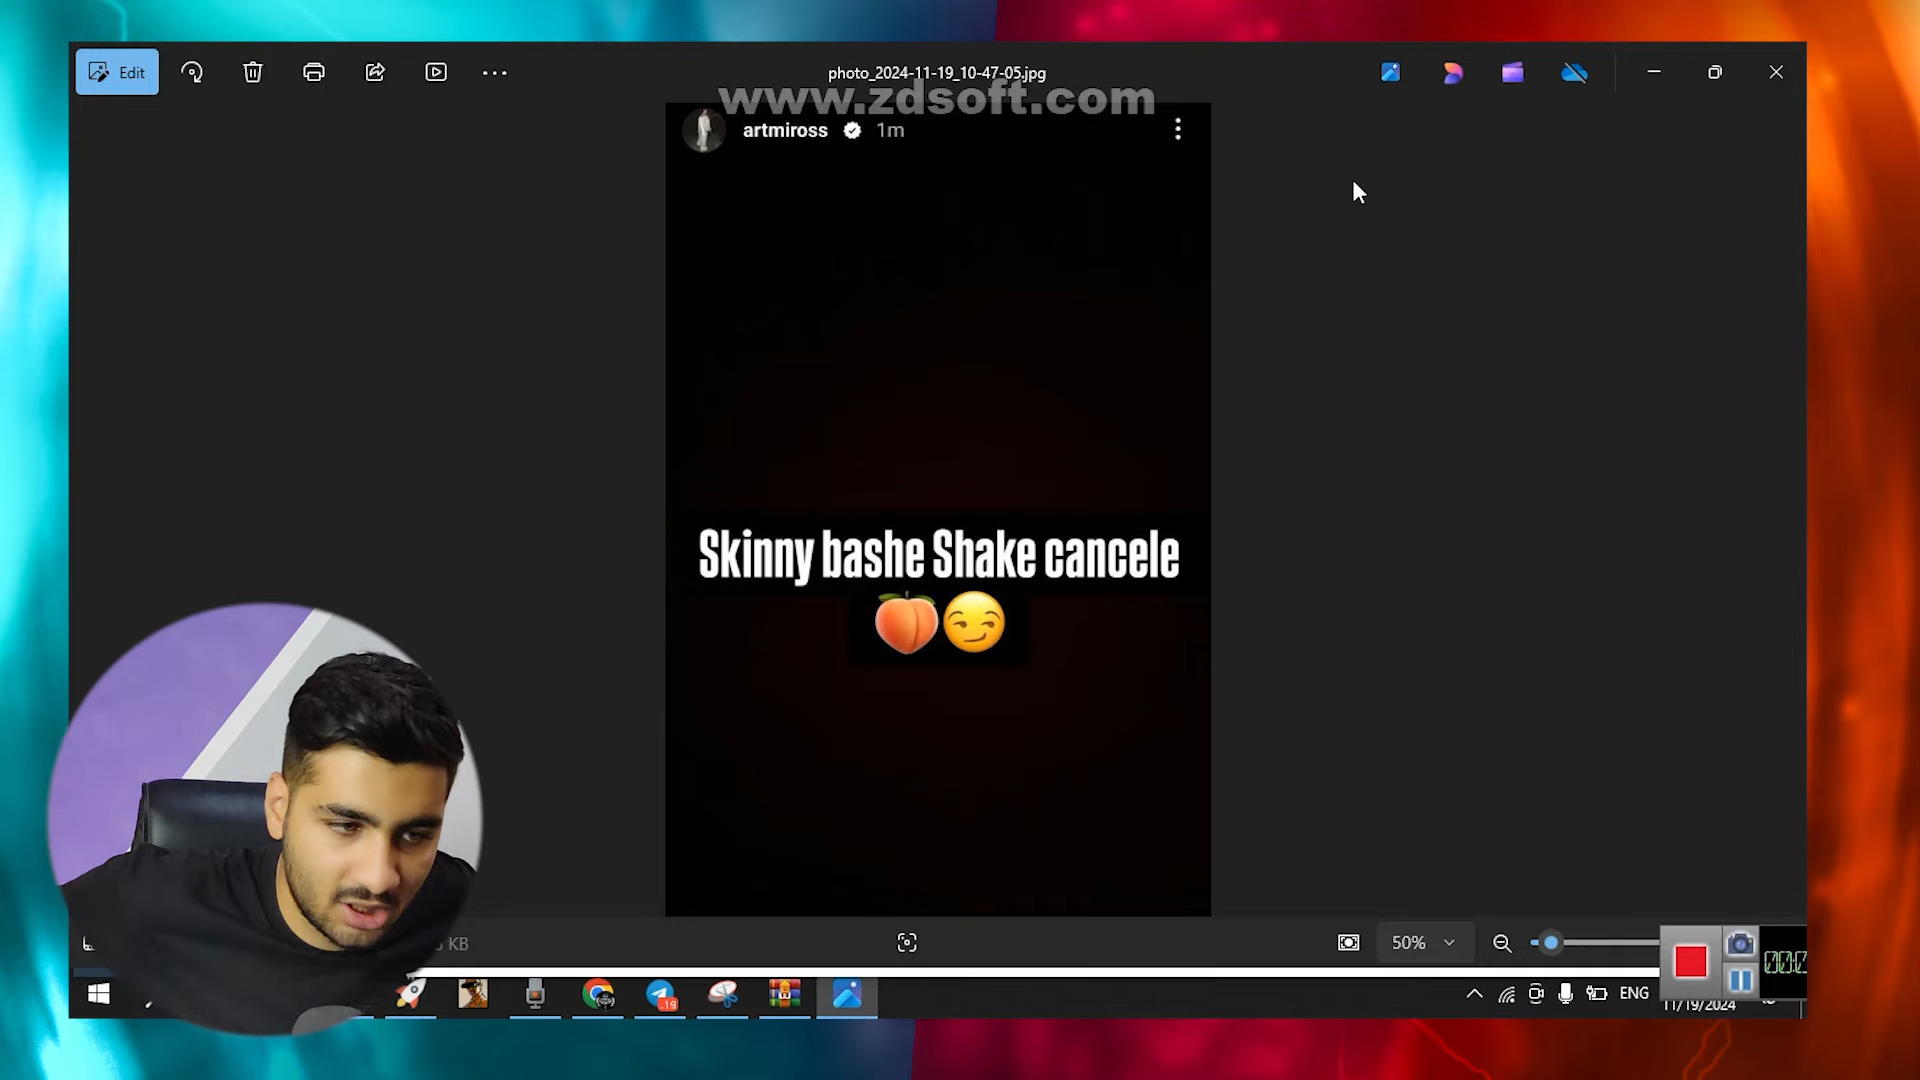 Edit
photo_2024-11-19_10-47-05.jpg
www.zdsoft.com
artmiross 1m
Skinny bashe Shake cancele
🍑😏
KB
50%
19
ENG
11/19/2024